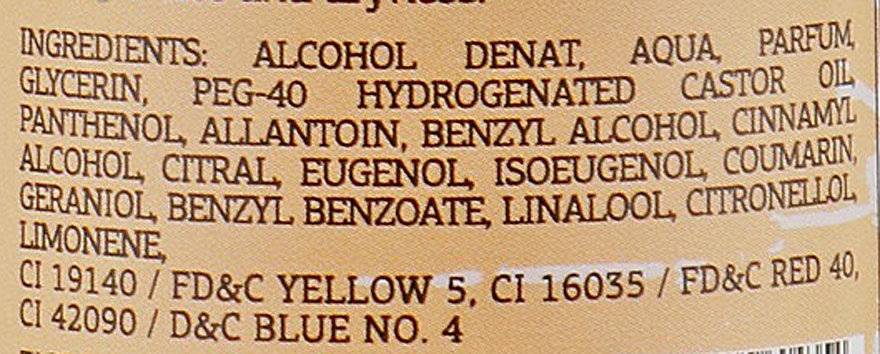 INGREDIENTS: ALCOHOL DENAT, AQUA, PARFUM,
GLYCERIN, PEG-40 HYDROGENATED CASTOR OIL,
PANTHENOL, ALLANTOIN, BENZYL ALCOHOL, CINNAMYL
ALCOHOL, CITRAL, EUGENOL, ISOEUGENOL, COUMARIN,
GERANIOL, BENZYL BENZOATE, LINALOOL, CITRONELLOL,
LIMONENE,
CI 19140 / FD&C YELLOW 5, CI 16035 / FD&C RED 40,
CI 42090 / D&C BLUE NO. 4